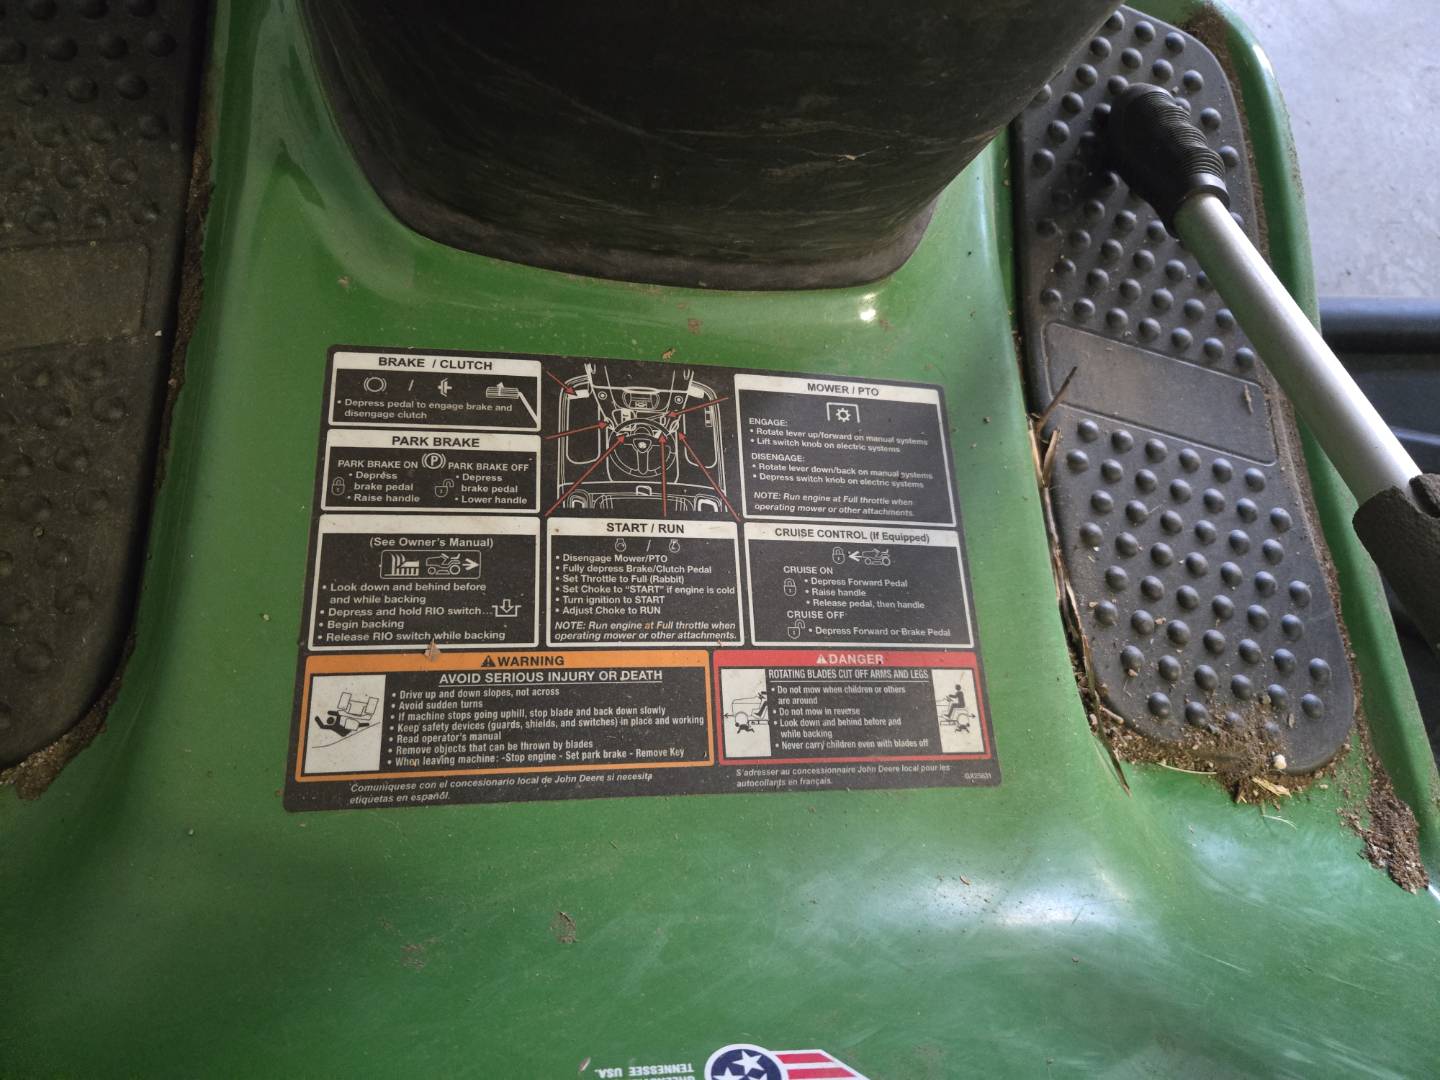 BRAKE / CLUTCH
• Depress pedal to engage brake and
disengage clutch
PARK BRAKE
PARK BRAKE ON
• Depress
brake pedal
• Raise handle
P
PARK BRAKE OFF
• Depress
brake pedal
• Lower handle
MOWER / PTO
ENGAGE:
• Rotate lever up/forward on manual systems
• Lift switch knob on electric systems
DISENGAGE:
• Rotate lever down/back on manual systems
• Depress switch knob on electric systems
NOTE: Run engine at Full throttle when
operating mower or other attachments.
(See Owner's Manual)
• Look down and behind before
and while backing
• Depress and hold RIO switch...
• Begin backing
• Release RIO switch while backing
START / RUN
/
• Disengage Mower/PTO
• Fully depress Brake/Clutch Pedal
• Set Throttle to Full (Rabbit)
• Set Choke to "START" if engine is cold
• Turn ignition to START
• Adjust Choke to RUN
NOTE: Run engine at Full throttle when
operating mower or other attachments.
CRUISE CONTROL (If Equipped)
CRUISE ON
• Depress Forward Pedal
• Raise handle
• Release pedal, then handle
CRUISE OFF
• Depress Forward or Brake Pedal
WARNING
AVOID SERIOUS INJURY OR DEATH
• Drive up and down slopes, not across
• Avoid sudden turns
• If machine stops going uphill, stop blade and back down slowly
• Keep safety devices (guards, shields, and switches) in place and working
• Read operator's manual
• Remove objects that can be thrown by blades
• When leaving machine: -Stop engine - Set park brake - Remove Key
DANGER
ROTATING BLADES CUT OFF ARMS AND LEGS
• Do not mow when children or others
are around
• Do not mow in reverse
• Look down and behind before and
while backing
• Never carry children even with blades off
Comuníquese con el concesionario local de John Deere si necesita
etiquetas en español.
S'adresser au concessionnaire John Deere local pour les
autocollants en français.
GX25631
TENNESSEE USA.